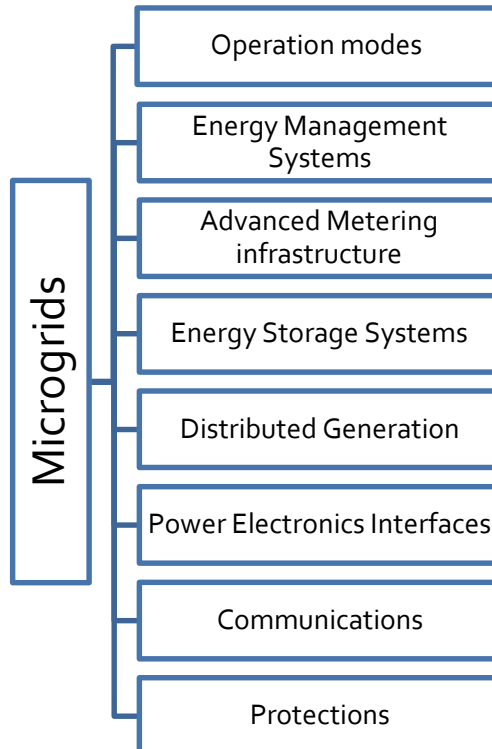 Microgrids
Operation modes
Energy Management
Systems
Advanced Metering
infrastructure
Energy Storage Systems
Distributed Generation
Power Electronics Interfaces
Communications
Protections